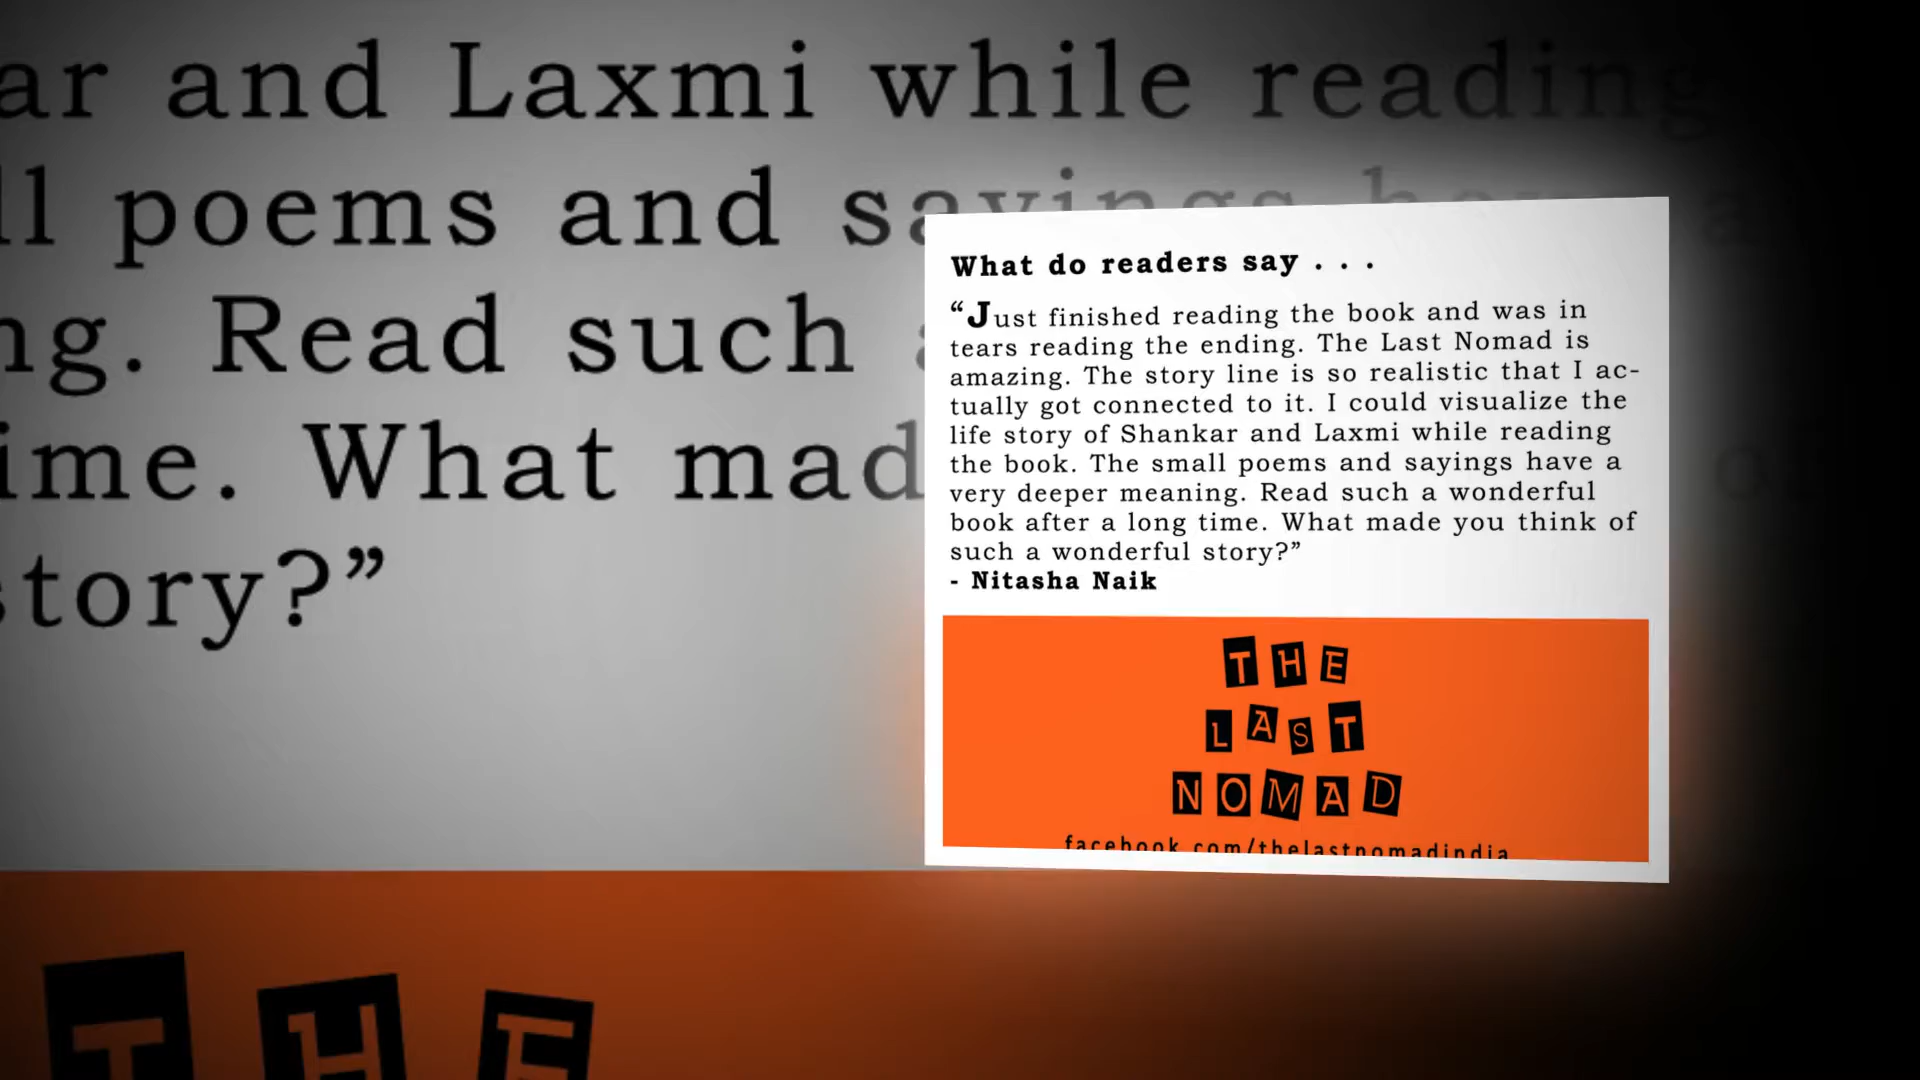 ar and Laxmi while reading
ll poems and sayings have a
ng. Read such
ime. What mad
story?”
THE
What do readers say . . .
“Just finished reading the book and was in
tears reading the ending. The Last Nomad is
amazing. The story line is so realistic that I ac-
tually got connected to it. I could visualize the
life story of Shankar and Laxmi while reading
the book. The small poems and sayings have a
very deeper meaning. Read such a wonderful
book after a long time. What made you think of
such a wonderful story?”
- Nitasha Naik
THE
LAST
NOMAD
facebook.com/thelastnomadindia